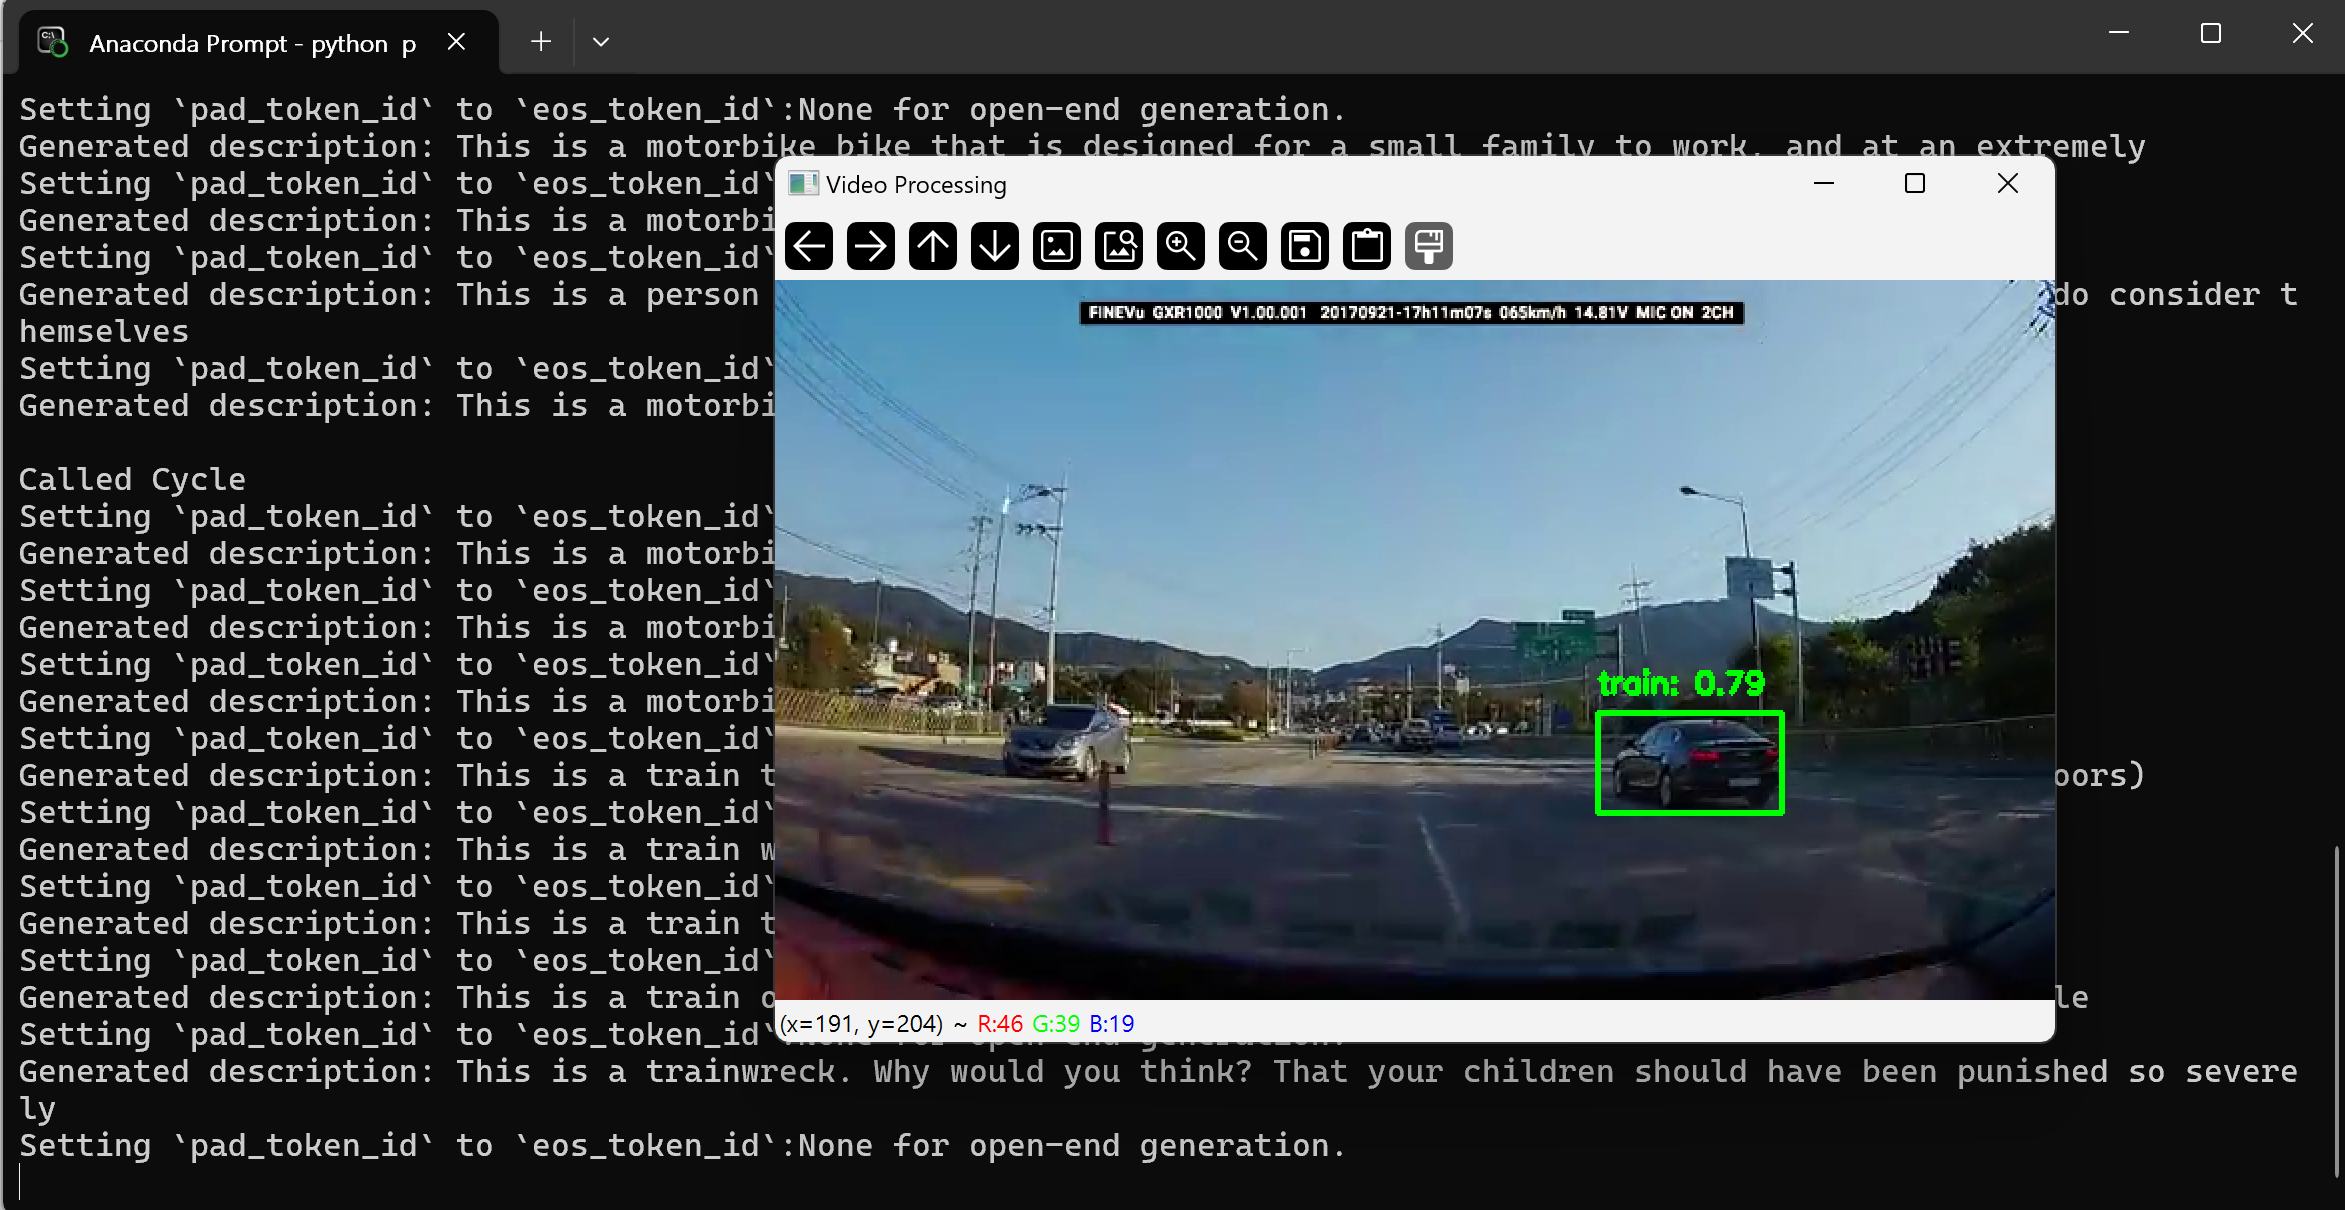 Anaconda Prompt - python  p
Setting `pad_token_id` to `eos_token_id`:None for open-end generation.
Generated description: This is a motorbike bike that is designed for a small family to work, and at an extremely
Setting `pad_token_id` to `eos_token_id`
Generated description: This is a motorbi
Setting `pad_token_id` to `eos_token_id`
Generated description: This is a person do consider t
hemselves
Setting `pad_token_id` to `eos_token_id`
Generated description: This is a motorbi
Called Cycle
Setting `pad_token_id` to `eos_token_id`
Generated description: This is a motorbi
Setting `pad_token_id` to `eos_token_id`
Generated description: This is a motorbi
Setting `pad_token_id` to `eos_token_id`
Generated description: This is a motorbi
Setting `pad_token_id` to `eos_token_id`
Generated description: This is a train t oors)
Setting `pad_token_id` to `eos_token_id`
Generated description: This is a train w
Setting `pad_token_id` to `eos_token_id`
Generated description: This is a train t
Setting `pad_token_id` to `eos_token_id`
Generated description: This is a train o le
Setting `pad_token_id` to `eos_token_id`:None for open-end generation.
Generated description: This is a trainwreck. Why would you think? That your children should have been punished so severe
ly
Setting `pad_token_id` to `eos_token_id`:None for open-end generation.
Video Processing
FINEVu GXR1000 V1.00.001 20170921-17h11m07s 065km/h 14.81V MIC ON 2CH
train: 0.79
(x=191, y=204) ~ R:46 G:39 B:19